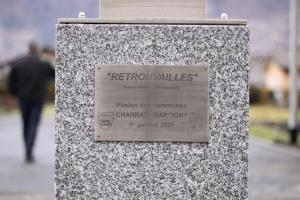 "RETROUVAILLES"
Fusion des communes
CHARRAT MARTIGNY
1er janvier 2021